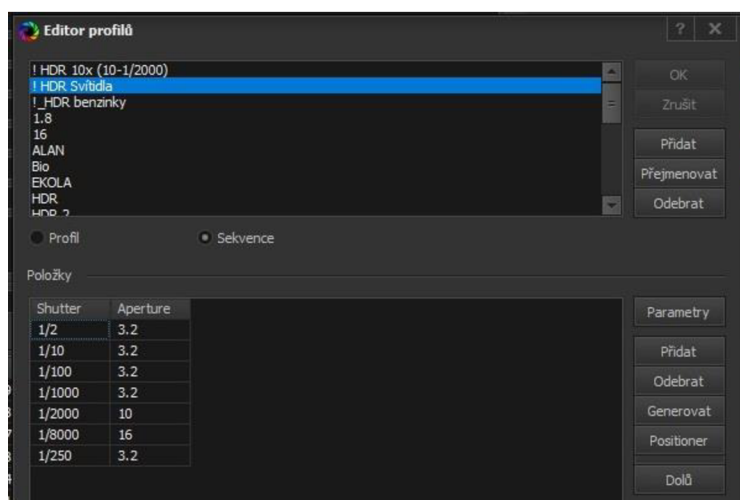 Editor profilů
? X
! HDR 10x (10-1/2000)
! HDR Svítidla
!_HDR benzinky
1.8
16
ALAN
Bio
EKOLA
HDR
HDR 2
OK
Zrušit
Přidat
Přejmenovat
Odebrat
Profil Sekvence
Položky
Shutter Aperture
1/2 3.2
1/10 3.2
1/100 3.2
1/1000 3.2
1/2000 10
1/8000 16
1/250 3.2
Parametry
Přidat
Odebrat
Generovat
Positioner
Dolů